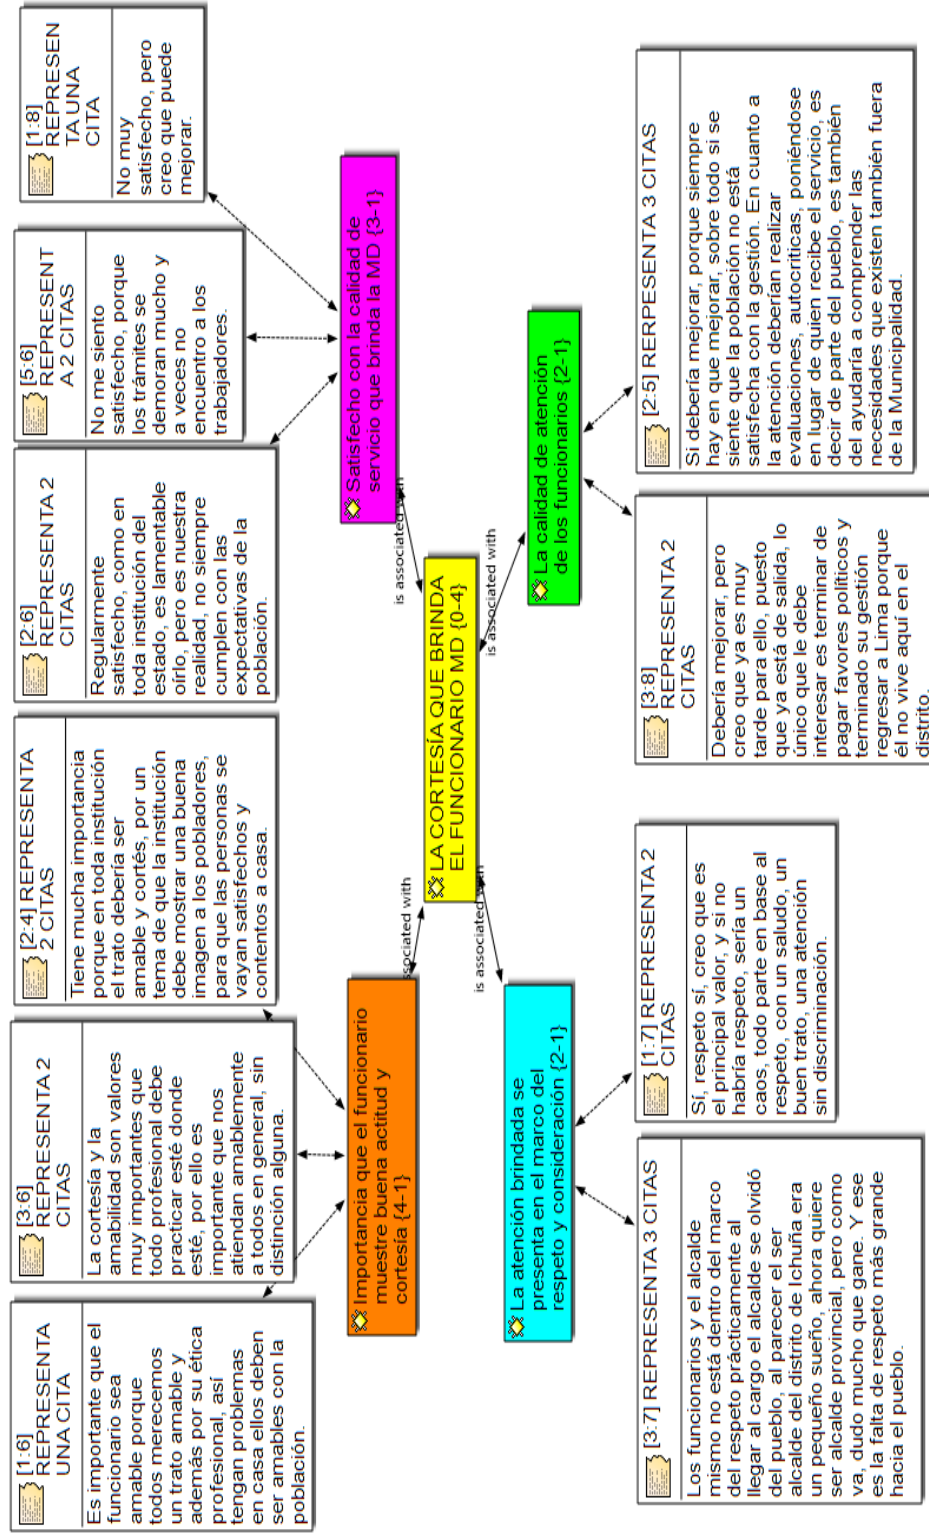 [1:6]
REPRESENTA
UNA CITA
Es importante que el
funcionario sea
amable porque
todos merecemos
un trato amable y
además por su ética
profesional, así
tengan problemas
en casa ellos deben
ser amables con la
población.
[3:6]
REPRESENTA 2
CITAS
La cortesía y la
amabilidad son valores
muy importantes que
todo profesional debe
practicar esté donde
esté, por ello es
importante que nos
atiendan amablemente
a todos en general, sin
distinción alguna.
[2:4] REPRESENTA
2 CITAS
Tiene mucha importancia
porque en toda institución
el trato debería ser
amable y cortés, por un
tema de que la institución
debe mostrar una buena
imagen a los pobladores,
para que las personas se
vayan satisfechos y
contentos a casa.
[2:6]
REPRESENTA 2
CITAS
Regularmente
satisfecho, como en
toda institución del
estado, es lamentable
oírlo, pero es nuestra
realidad, no siempre
cumplen con las
expectativas de la
población.
[5:6]
REPRESENT
A 2 CITAS
No me siento
satisfecho, porque
los trámites se
demoran mucho y
a veces no
encuentro a los
trabajadores.
[1:8]
REPRESEN
TA UNA
CITA
No muy
satisfecho, pero
creo que puede
mejorar.
Importancia que el funcionario
muestre buena actitud y
cortesía {4-1}
Satisfecho con la calidad de
servicio que brinda la MD {3-1}
ssociated with
is associated with
LA CORTESÍA QUE BRINDA
EL FUNCIONARIO MD {0-4}
is associated with
is associated with
La atención brindada se
presenta en el marco del
respeto y consideración {2-1}
La calidad de atención
de los funcionarios {2-1}
[3:7] REPRESENTA 3 CITAS
Los funcionarios y el alcalde
mismo no está dentro del marco
del respeto prácticamente al
llegar al cargo el alcalde se olvidó
del pueblo, al parecer el ser
alcalde del distrito de Ichuña era
un pequeño sueño, ahora quiere
ser alcalde provincial, pero como
va, dudo mucho que gane. Y ese
es la falta de respeto más grande
hacia el pueblo.
[1:7] REPRESENTA 2
CITAS
Sí, respeto sí, creo que es
el principal valor, y si no
habría respeto, sería un
caos, todo parte en base al
respeto, con un saludo, un
buen trato, una atención
sin discriminación.
[3:8]
REPRESENTA 2
CITAS
Debería mejorar, pero
creo que ya es muy
tarde para ello, puesto
que ya está de salida, lo
único que le debe
interesar es terminar de
pagar favores políticos y
terminado su gestión
regresar a Lima porque
él no vive aquí en el
distrito.
[2:5] RERPESENTA 3 CITAS
Si debería mejorar, porque siempre
hay en que mejorar, sobre todo si se
siente que la población no está
satisfecha con la gestión. En cuanto a
la atención deberían realizar
evaluaciones, autocríticas, poniéndose
en lugar de quien recibe el servicio, es
decir de parte del pueblo, es también
del ayudaría a comprender las
necesidades que existen también fuera
de la Municipalidad.